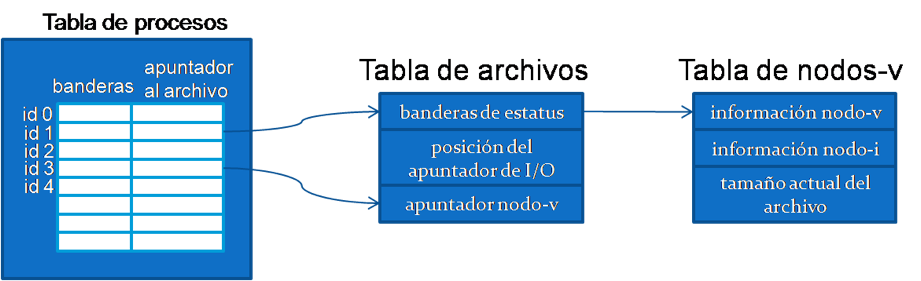 Tabla de procesos
banderas
apuntador
al archivo
id 0
id 1
id 2
id 3
id 4
Tabla de archivos
banderas de estatus
posición del
apuntador de I/O
apuntador nodo-v
Tabla de nodos-v
información nodo-v
información nodo-i
tamaño actual del
archivo